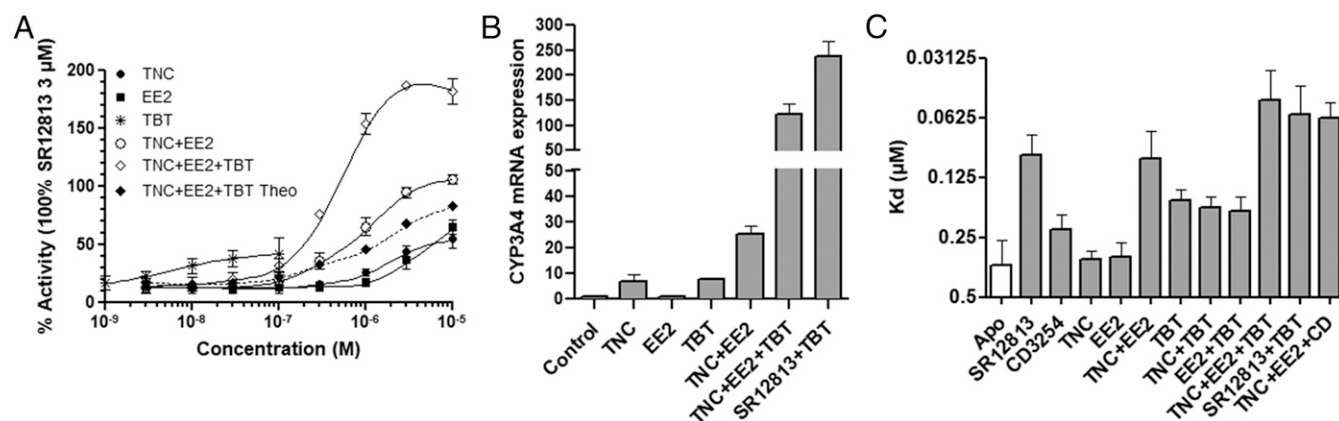 A
% Activity (100% SR12813 3 µM)
200
150
100
50
0
TNC
EE2
TBT
TNC+EE2
TNC+EE2+TBT
TNC+EE2+TBT Theo
10-9
10-8
10-7
10-6
10-5
Concentration (M)
B
CYP3A4 mRNA expression
300
250
200
150
100
50
50
40
30
20
10
0
Control
TNC
EE2
TBT
TNC+EE2
TNC+EE2+TBT
SR12813+TBT
C
Kd (µM)
0.03125
0.0625
0.125
0.25
0.5
Apo
SR12813
CD3254
TNC
EE2
TNC+EE2
TBT
TNC+TBT
EE2+TBT
TNC+EE2+TBT
SR12813+TBT
TNC+EE2+CD